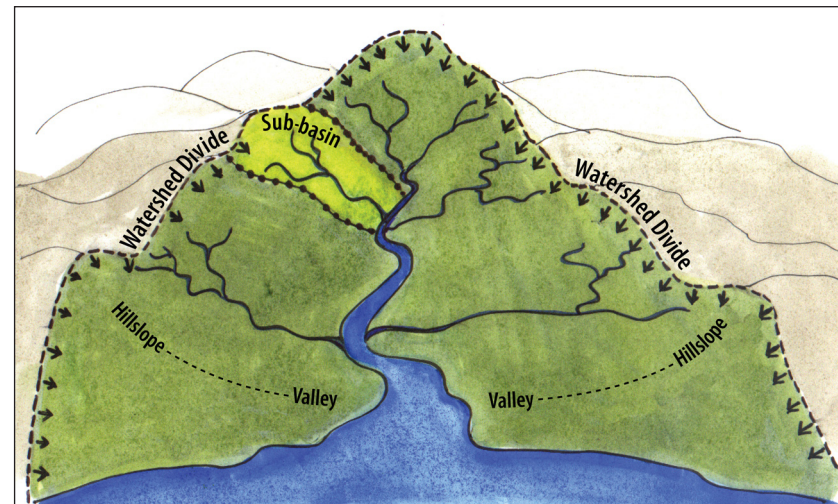 Sub-basin
Watershed Divide
Watershed Divide
Hillslope
Valley
Valley
Hillslope